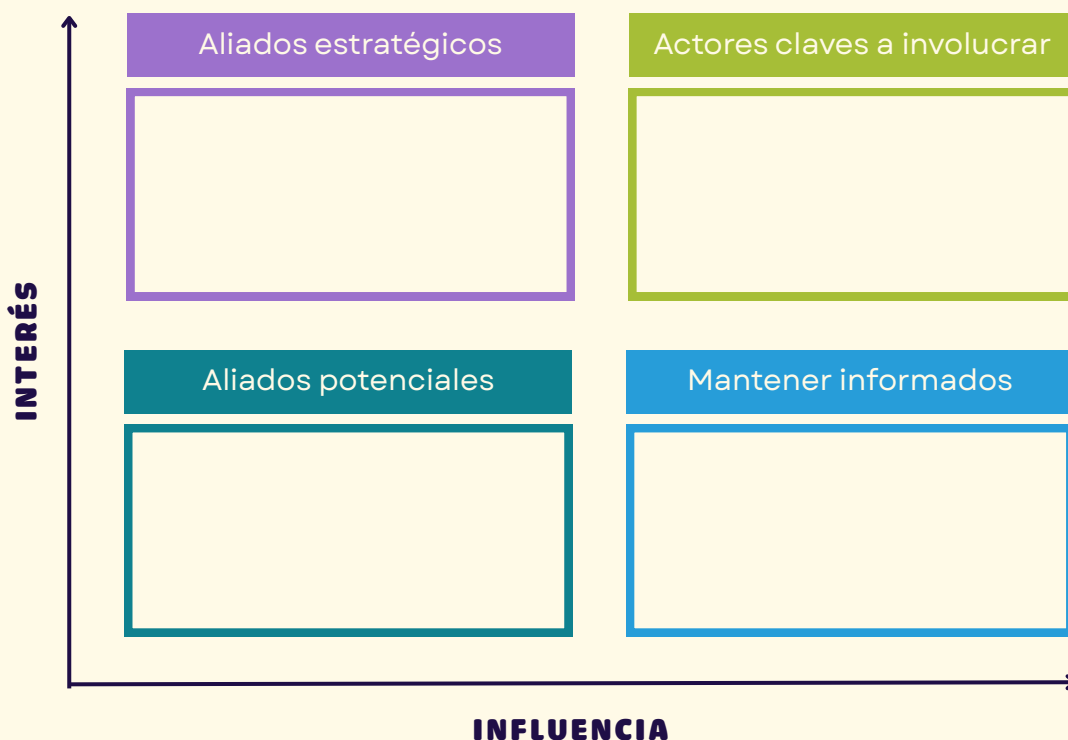 Aliados estratégicos
Actores claves a involucrar
INTERÉS
Aliados potenciales
Mantener informados
INFLUENCIA